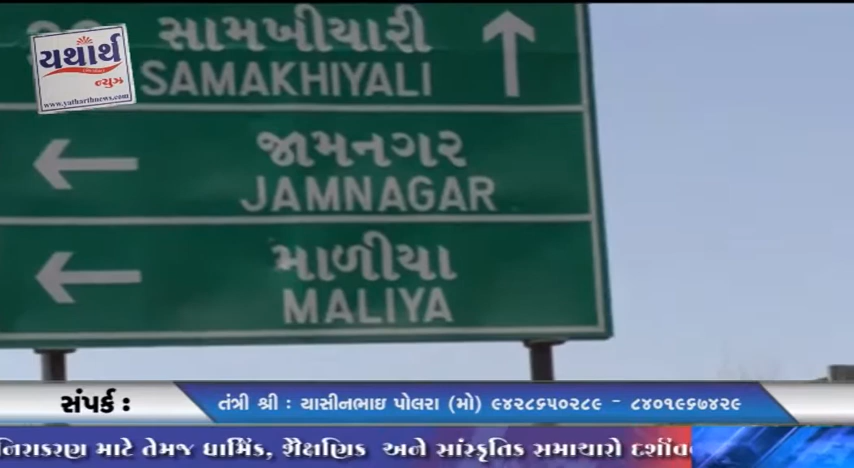 સામખીયારી
SAMAKHIYALI
યથાર્થ
ન્યુઝ
www.yatharthnews.com
જામનગર
JAMNAGAR
માળીયા
MALIYA
સંપર્ક :
તંત્રી શ્રી : યાસીનભાઇ પોલરા (મો) ૯૪૨૮૬૫૦૨૮૯ - ૮૪૦૧૯૬૭૪૨૯
નિરાકરણ માટે તેમજ ધાર્મિક, શૈક્ષણિક અને સાંસ્કૃતિક સમાચારો